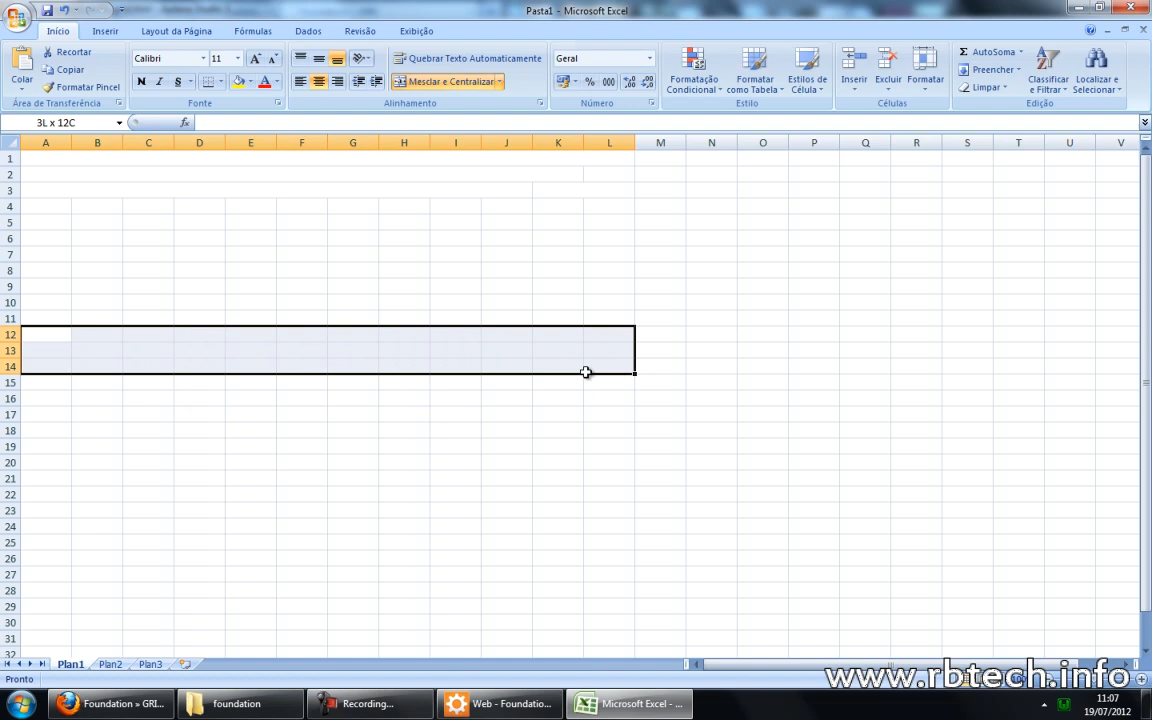 Pasta1 - Microsoft Excel
Início Inserir Layout da Página Fórmulas Dados Revisão Exibição
Colar
Recortar
Copiar
Formatar Pincel
Área de Transferência
Calibri 11
N I S
Fonte
Quebrar Texto Automaticamente
Mesclar e Centralizar
Alinhamento
Geral
% 000
Número
Formatação Condicional
Formatar como Tabela
Estilos de Célula
Estilo
Inserir Excluir Formatar
Células
AutoSoma
Preencher
Limpar
Classificar e Filtrar
Localizar e Selecionar
Edição
3L x 12C
fx
A B C D E F G H I J K L M N O P Q R S T U V
1
2
3
4
5
6
7
8
9
10
11
12
13
14
15
16
17
18
19
20
21
22
23
24
25
26
27
28
29
30
31
32
Plan1 Plan2 Plan3
Pronto
www.rbtech.info
Foundation » GRI... foundation Recording... Web - Foundatio... Microsoft Excel - ...
11:07
19/07/2012